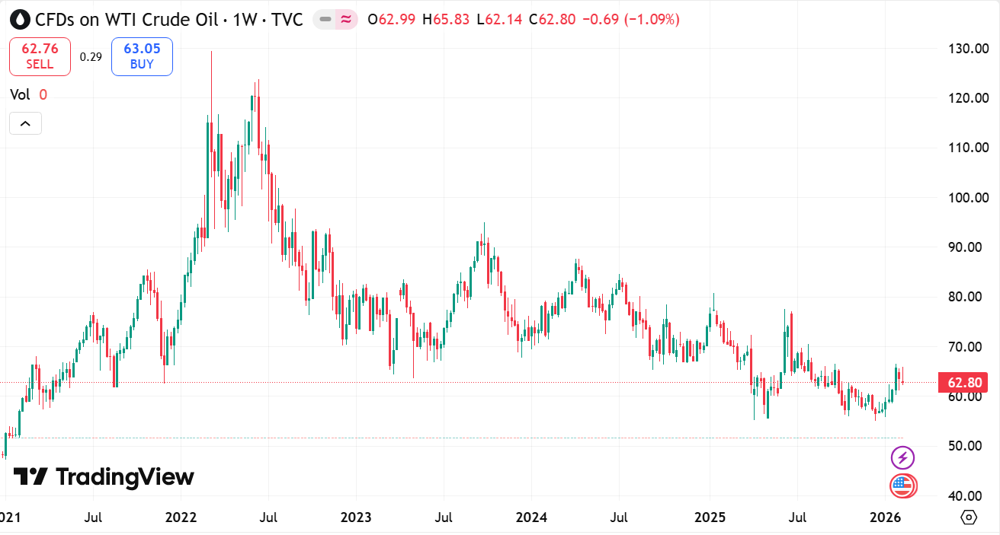 CFDs on WTI Crude Oil · 1W · TVC O62.99 H65.83 L62.14 C62.80 −0.69 (−1.09%)
62.76 SELL
0.29
63.05 BUY
Vol 0
130.00
120.00
110.00
100.00
90.00
80.00
70.00
62.80
60.00
50.00
40.00
TradingView
021 Jul 2022 Jul 2023 Jul 2024 Jul 2025 Jul 2026